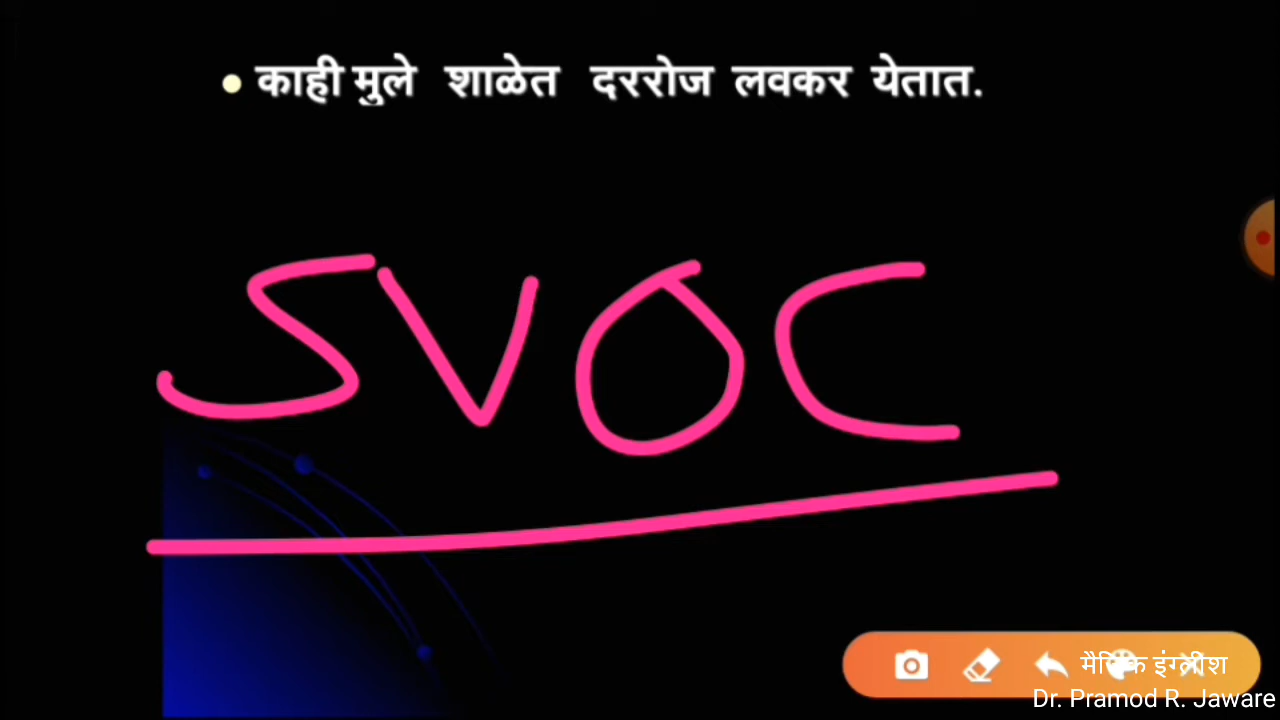 • काही मुले शाळेत दररोज लवकर येतात.
SVOC
मैजिक इंग्लीश
Dr. Pramod R. Jaware